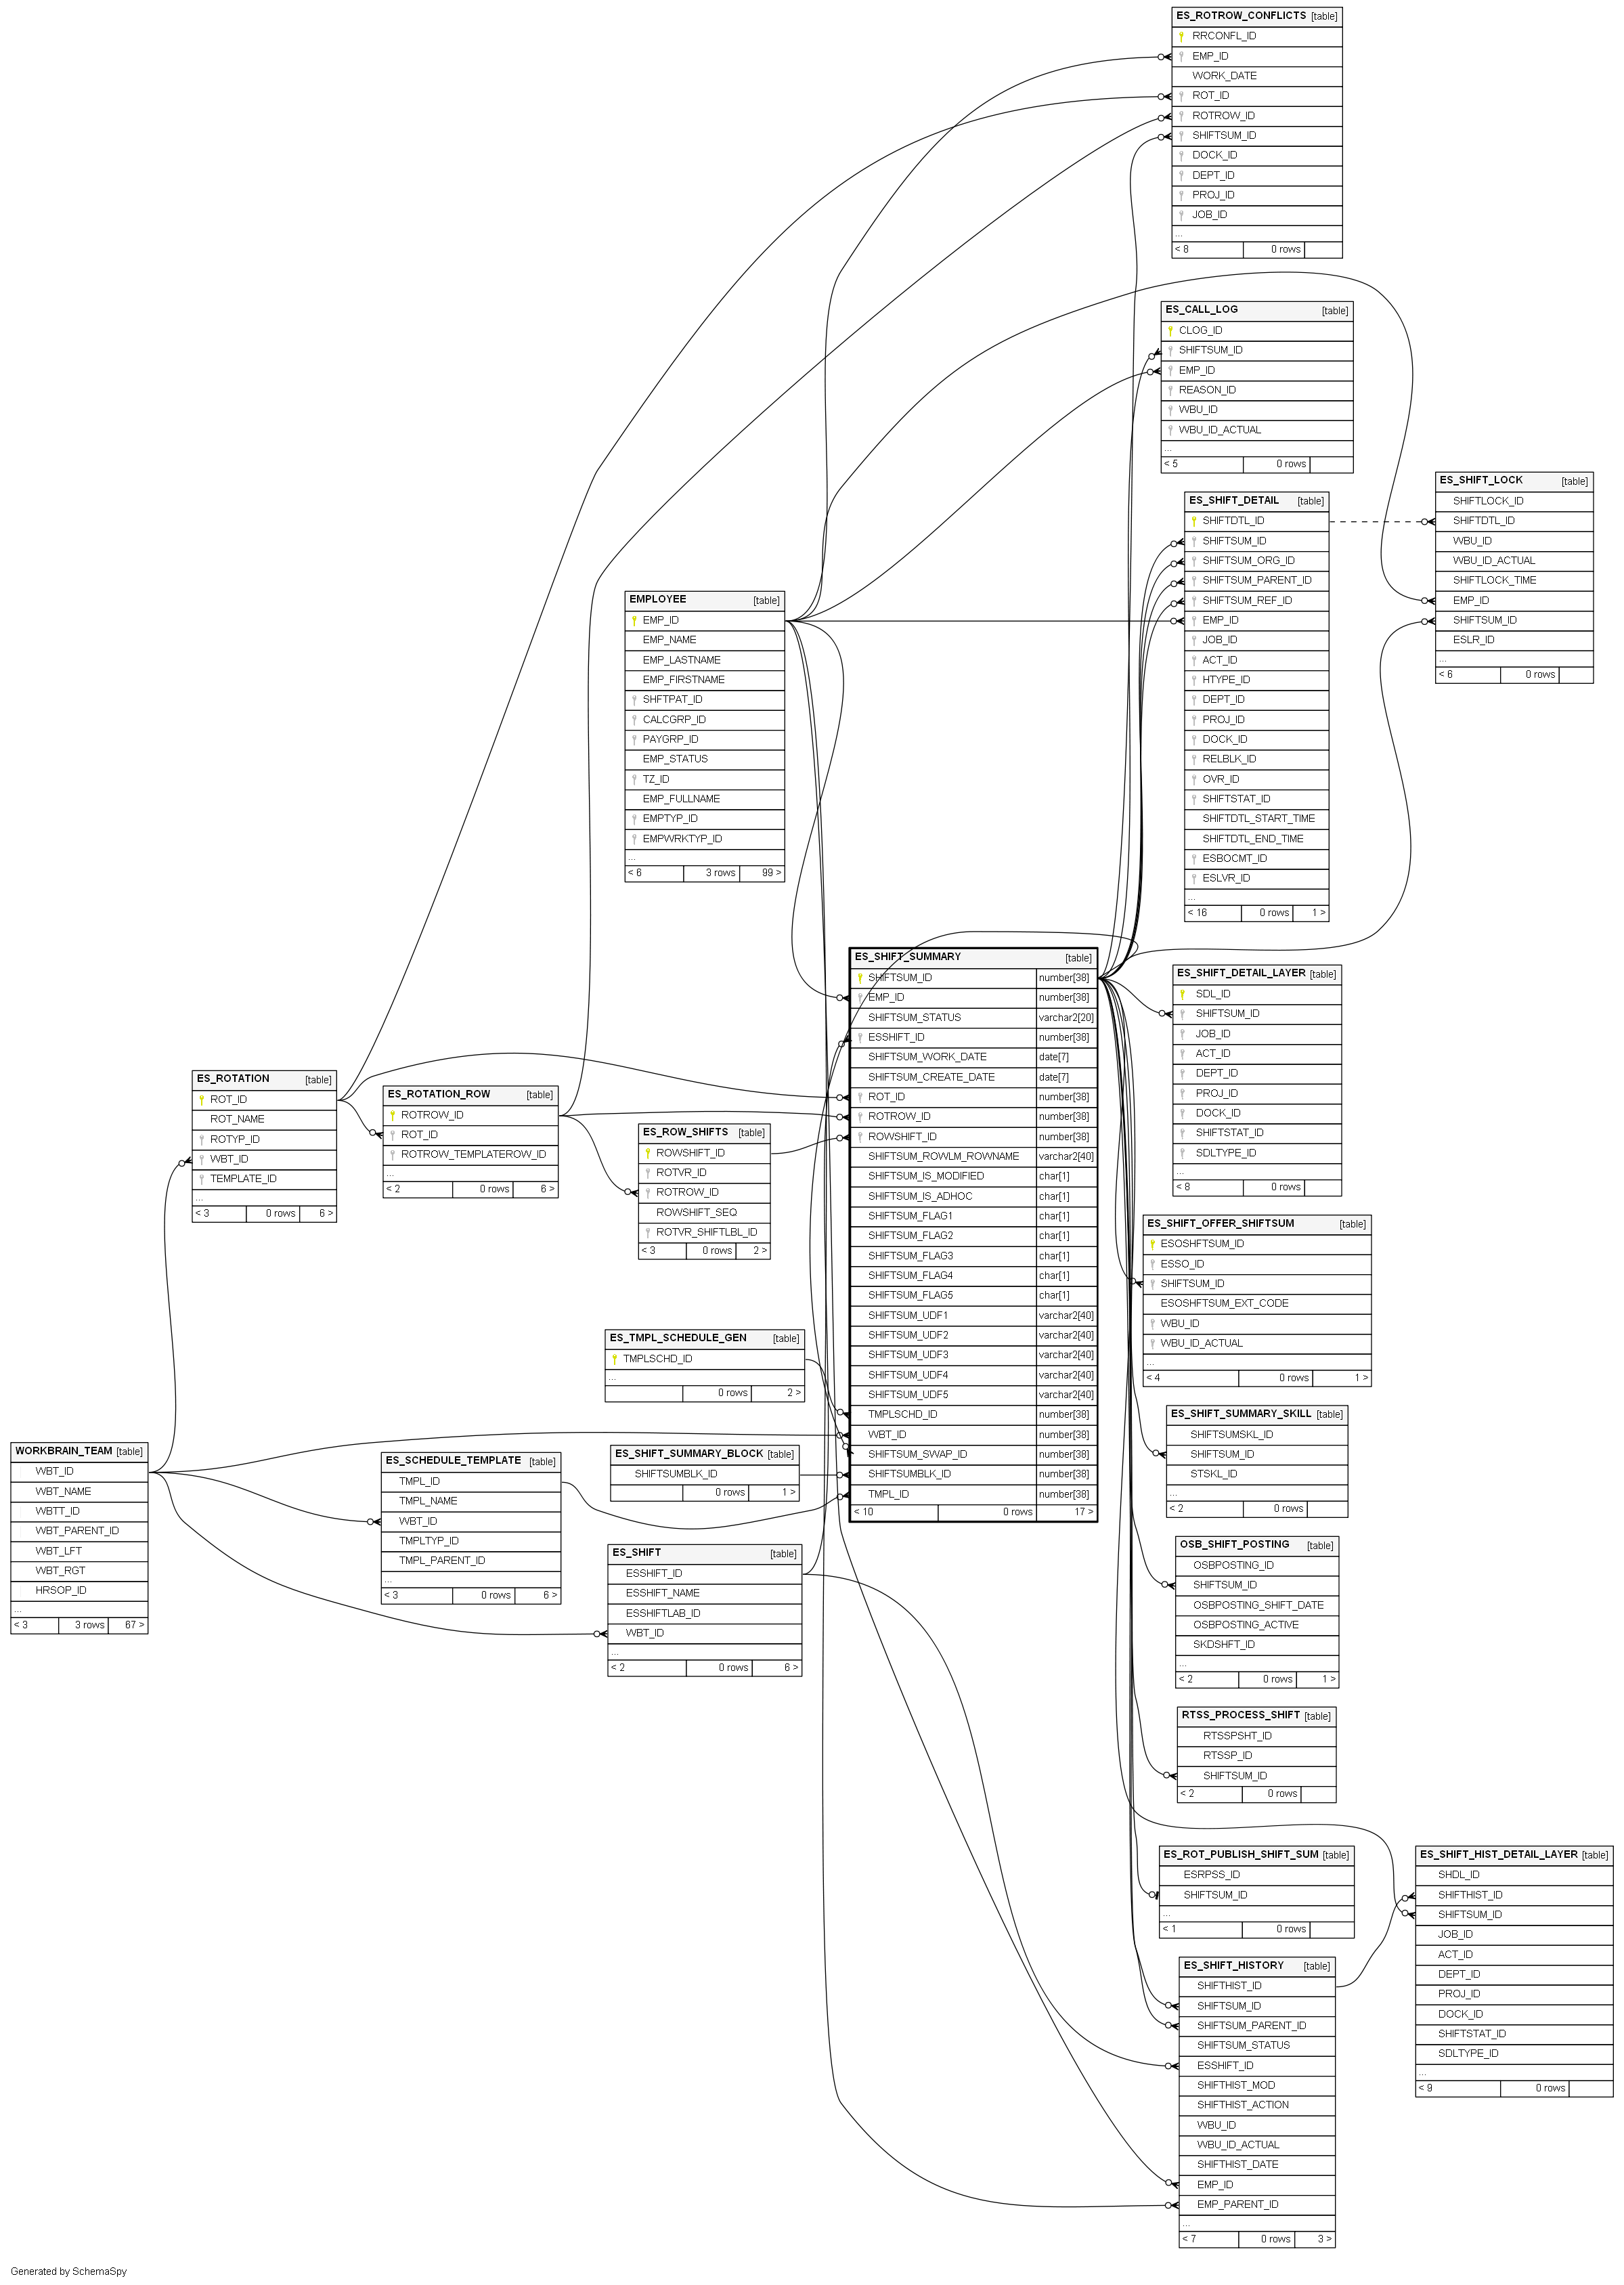 ES_ROTROW_CONFLICTS [table]
RRCONFL_ID
EMP_ID
WORK_DATE
ROT_ID
ROTROW_ID
SHIFTSUM_ID
DOCK_ID
DEPT_ID
PROJ_ID
JOB_ID
...
< 8 0 rows
ES_CALL_LOG [table]
CLOG_ID
SHIFTSUM_ID
EMP_ID
REASON_ID
WBU_ID
WBU_ID_ACTUAL
...
< 5 0 rows
ES_SHIFT_LOCK [table]
SHIFTLOCK_ID
SHIFTDTL_ID
WBU_ID
WBU_ID_ACTUAL
SHIFTLOCK_TIME
EMP_ID
SHIFTSUM_ID
ESLR_ID
...
< 6 0 rows
ES_SHIFT_DETAIL [table]
SHIFTDTL_ID
SHIFTSUM_ID
SHIFTSUM_ORG_ID
SHIFTSUM_PARENT_ID
SHIFTSUM_REF_ID
EMP_ID
JOB_ID
ACT_ID
HTYPE_ID
DEPT_ID
PROJ_ID
DOCK_ID
RELBLK_ID
OVR_ID
SHIFTSTAT_ID
SHIFTDTL_START_TIME
SHIFTDTL_END_TIME
ESBOCMT_ID
ESLVR_ID
...
< 16 0 rows 1 >
EMPLOYEE [table]
EMP_ID
EMP_NAME
EMP_LASTNAME
EMP_FIRSTNAME
SHFTPAT_ID
CALCGRP_ID
PAYGRP_ID
EMP_STATUS
TZ_ID
EMP_FULLNAME
EMPTYP_ID
EMPWRKTYP_ID
...
< 6 3 rows 99 >
ES_SHIFT_SUMMARY [table]
SHIFTSUM_ID number[38]
EMP_ID number[38]
SHIFTSUM_STATUS varchar2[20]
ESSHIFT_ID number[38]
SHIFTSUM_WORK_DATE date[7]
SHIFTSUM_CREATE_DATE date[7]
ROT_ID number[38]
ROTROW_ID number[38]
ROWSHIFT_ID number[38]
SHIFTSUM_ROWLM_ROWNAME varchar2[40]
SHIFTSUM_IS_MODIFIED char[1]
SHIFTSUM_IS_ADHOC char[1]
SHIFTSUM_FLAG1 char[1]
SHIFTSUM_FLAG2 char[1]
SHIFTSUM_FLAG3 char[1]
SHIFTSUM_FLAG4 char[1]
SHIFTSUM_FLAG5 char[1]
SHIFTSUM_UDF1 varchar2[40]
SHIFTSUM_UDF2 varchar2[40]
SHIFTSUM_UDF3 varchar2[40]
SHIFTSUM_UDF4 varchar2[40]
SHIFTSUM_UDF5 varchar2[40]
TMPLSCHD_ID number[38]
WBT_ID number[38]
SHIFTSUM_SWAP_ID number[38]
SHIFTSUMBLK_ID number[38]
TMPL_ID number[38]
< 10 0 rows 17 >
ES_SHIFT_DETAIL_LAYER [table]
SDL_ID
SHIFTSUM_ID
JOB_ID
ACT_ID
DEPT_ID
PROJ_ID
DOCK_ID
SHIFTSTAT_ID
SDLTYPE_ID
...
< 8 0 rows
ES_ROTATION [table]
ROT_ID
ROT_NAME
ROTYP_ID
WBT_ID
TEMPLATE_ID
...
< 3 0 rows 6 >
ES_ROTATION_ROW [table]
ROTROW_ID
ROT_ID
ROTROW_TEMPLATEROW_ID
...
< 2 0 rows 6 >
ES_ROW_SHIFTS [table]
ROWSHIFT_ID
ROTVR_ID
ROTROW_ID
ROWSHIFT_SEQ
ROTVR_SHIFTLBL_ID
< 3 0 rows 2 >
ES_SHIFT_OFFER_SHIFTSUM [table]
ESOSHFTSUM_ID
ESSO_ID
SHIFTSUM_ID
ESOSHFTSUM_EXT_CODE
WBU_ID
WBU_ID_ACTUAL
...
< 4 0 rows 1 >
ES_TMPL_SCHEDULE_GEN [table]
TMPLSCHD_ID
...
0 rows 2 >
ES_SHIFT_SUMMARY_SKILL [table]
SHIFTSUMSKL_ID
SHIFTSUM_ID
STSKL_ID
...
< 2 0 rows
WORKBRAIN_TEAM [table]
WBT_ID
WBT_NAME
WBTT_ID
WBT_PARENT_ID
WBT_LFT
WBT_RGT
HRSOP_ID
...
< 3 3 rows 67 >
ES_SCHEDULE_TEMPLATE [table]
TMPL_ID
TMPL_NAME
WBT_ID
TMPLTYP_ID
TMPL_PARENT_ID
...
< 3 0 rows 6 >
ES_SHIFT_SUMMARY_BLOCK [table]
SHIFTSUMBLK_ID
0 rows 1 >
ES_SHIFT [table]
ESSHIFT_ID
ESSHIFT_NAME
ESSHIFTLAB_ID
WBT_ID
...
< 2 0 rows 6 >
OSB_SHIFT_POSTING [table]
OSBPOSTING_ID
SHIFTSUM_ID
OSBPOSTING_SHIFT_DATE
OSBPOSTING_ACTIVE
SKDSHFT_ID
...
< 2 0 rows 1 >
RTSS_PROCESS_SHIFT [table]
RTSSPSHT_ID
RTSSP_ID
SHIFTSUM_ID
< 2 0 rows
ES_ROT_PUBLISH_SHIFT_SUM [table]
ESRPSS_ID
SHIFTSUM_ID
...
< 1 0 rows
ES_SHIFT_HIST_DETAIL_LAYER [table]
SHDL_ID
SHIFTHIST_ID
SHIFTSUM_ID
JOB_ID
ACT_ID
DEPT_ID
PROJ_ID
DOCK_ID
SHIFTSTAT_ID
SDLTYPE_ID
...
< 9 0 rows
ES_SHIFT_HISTORY [table]
SHIFTHIST_ID
SHIFTSUM_ID
SHIFTSUM_PARENT_ID
SHIFTSUM_STATUS
ESSHIFT_ID
SHIFTHIST_MOD
SHIFTHIST_ACTION
WBU_ID
WBU_ID_ACTUAL
SHIFTHIST_DATE
EMP_ID
EMP_PARENT_ID
...
< 7 0 rows 3 >
Generated by SchemaSpy